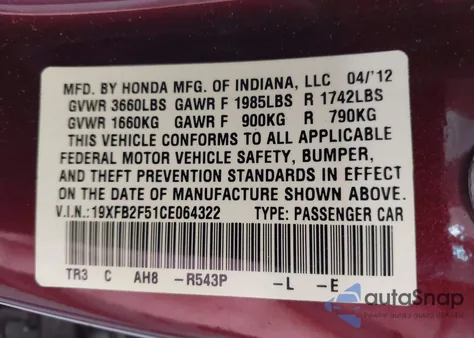 MFD. BY HONDA MFG. OF INDIANA, LLC 04/'12
GVWR 3660LBS GAWR F 1985LBS R 1742LBS
GVWR 1660KG GAWR F 900KG R 790KG
THIS VEHICLE CONFORMS TO ALL APPLICABLE
FEDERAL MOTOR VEHICLE SAFETY, BUMPER,
AND THEFT PREVENTION STANDARDS IN EFFECT
ON THE DATE OF MANUFACTURE SHOWN ABOVE.
V.I.N.:19XFB2F51CE064322 TYPE: PASSENGER CAR
TR3 C AH8 -R543P -L -E
autaSnap